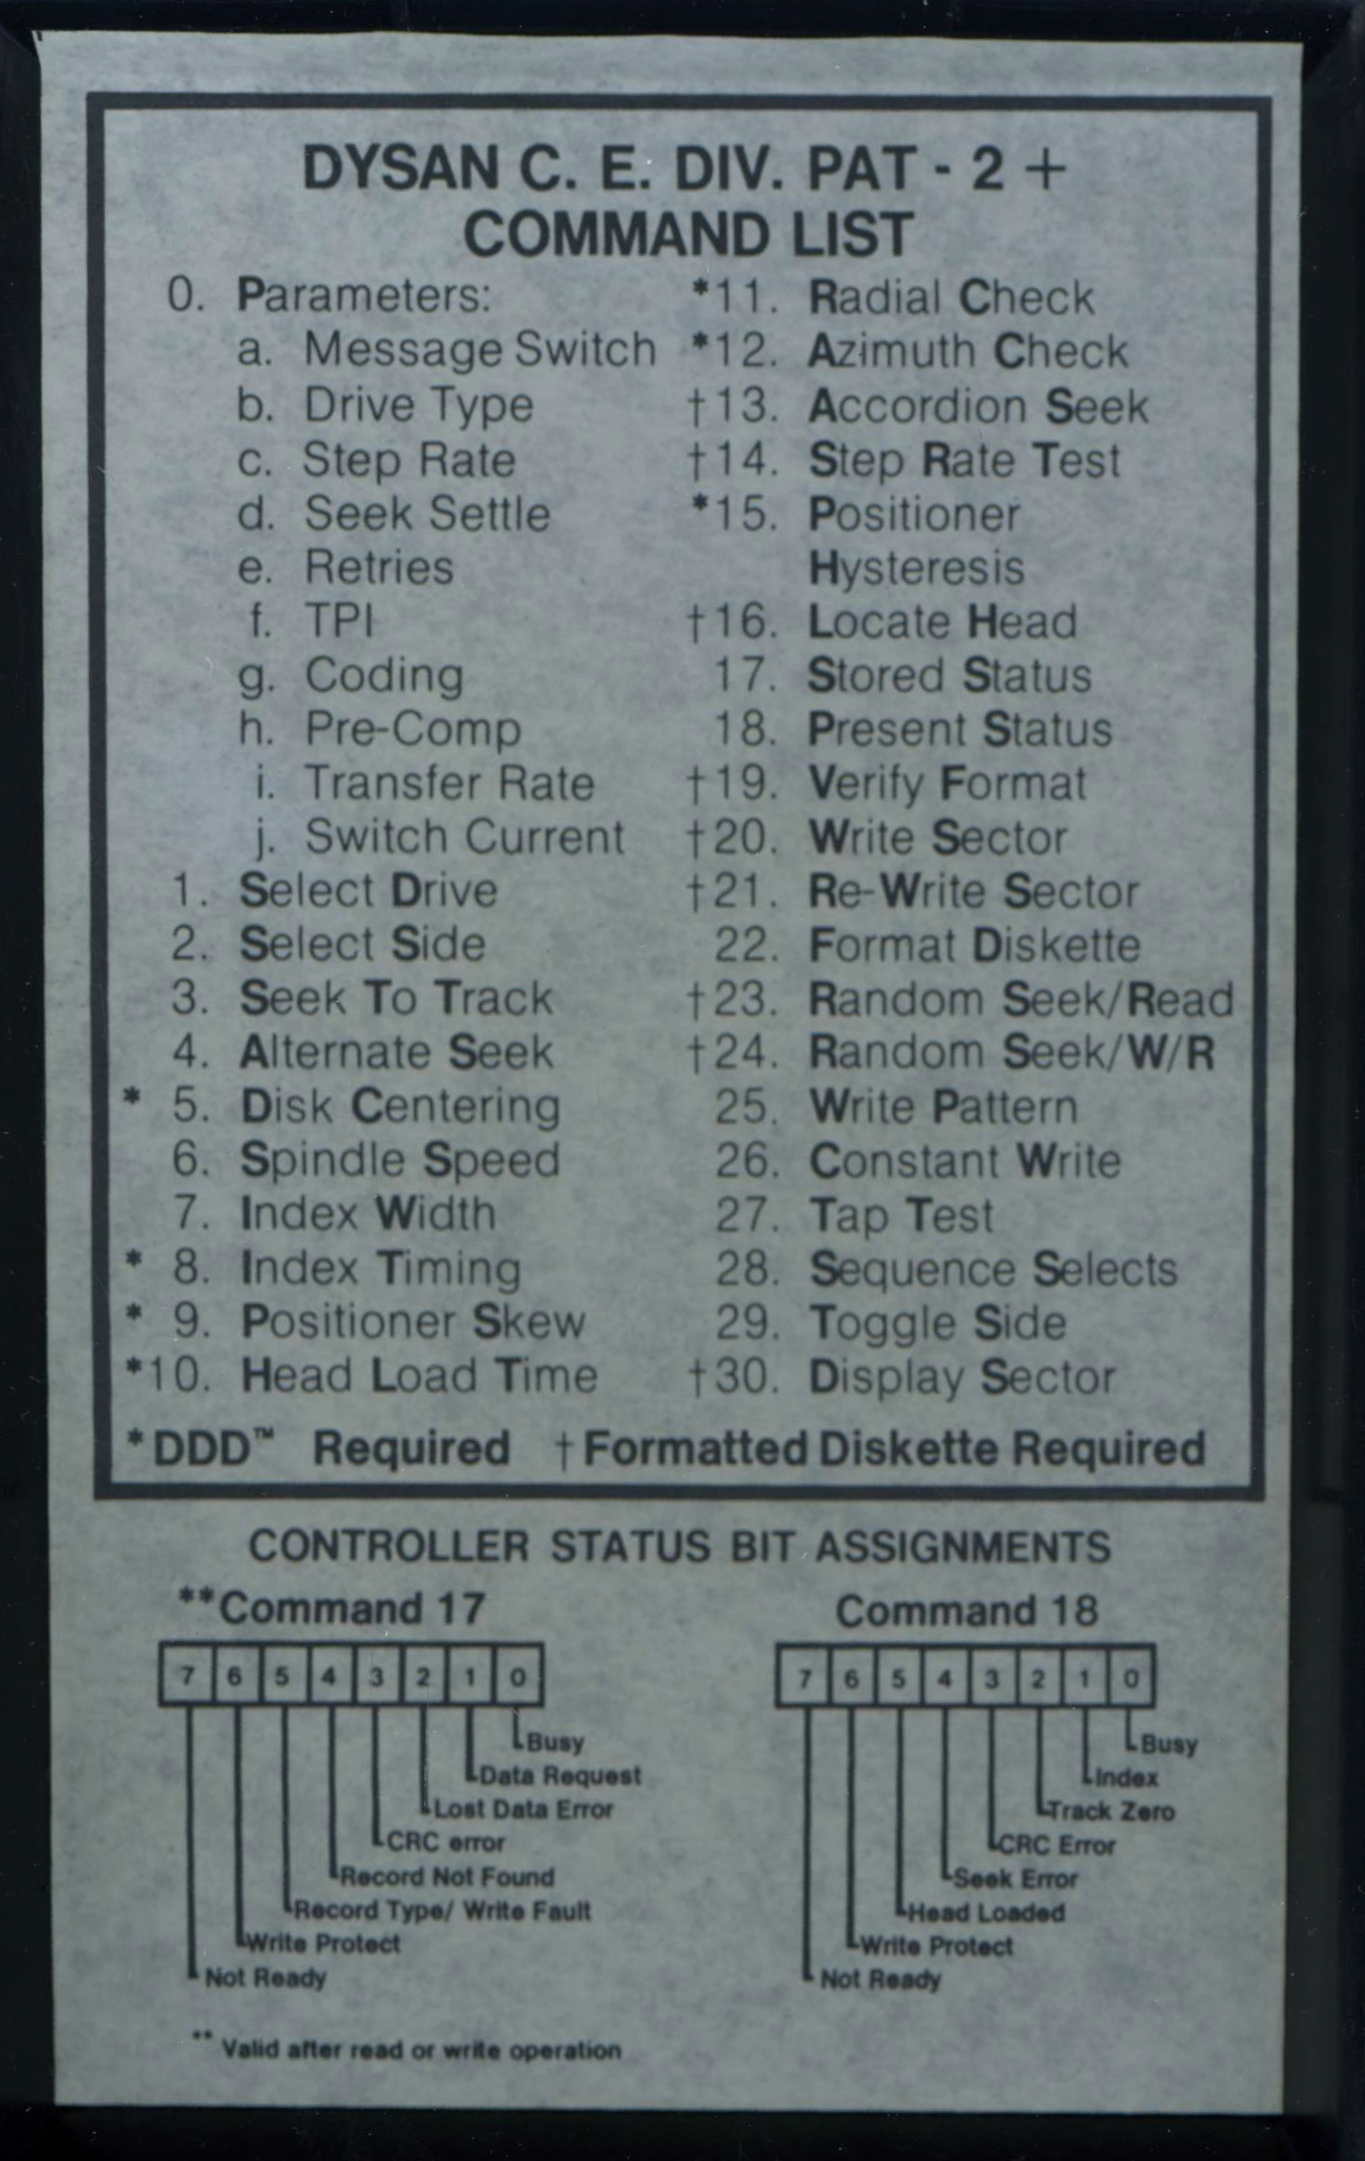 DYSAN C. E. DIV. PAT - 2 +
COMMAND LIST
0. Parameters:
a. Message Switch
b. Drive Type
c. Step Rate
d. Seek Settle
e. Retries
f. TPI
g. Coding
h. Pre-Comp
i. Transfer Rate
j. Switch Current
1. Select Drive
2. Select Side
3. Seek To Track
4. Alternate Seek
* 5. Disk Centering
6. Spindle Speed
7. Index Width
* 8. Index Timing
* 9. Positioner Skew
*10. Head Load Time
*11. Radial Check
*12. Azimuth Check
†13. Accordion Seek
†14. Step Rate Test
*15. Positioner
Hysteresis
†16. Locate Head
17. Stored Status
18. Present Status
†19. Verify Format
†20. Write Sector
†21. Re-Write Sector
22. Format Diskette
†23. Random Seek/Read
†24. Random Seek/W/R
25. Write Pattern
26. Constant Write
27. Tap Test
28. Sequence Selects
29. Toggle Side
†30. Display Sector
*DDD™ Required †Formatted Diskette Required
CONTROLLER STATUS BIT ASSIGNMENTS
**Command 17
7 6 5 4 3 2 1 0
Busy
Data Request
Lost Data Error
CRC error
Record Not Found
Record Type/ Write Fault
Write Protect
Not Ready
Command 18
7 6 5 4 3 2 1 0
Busy
Index
Track Zero
CRC Error
Seek Error
Head Loaded
Write Protect
Not Ready
** Valid after read or write operation